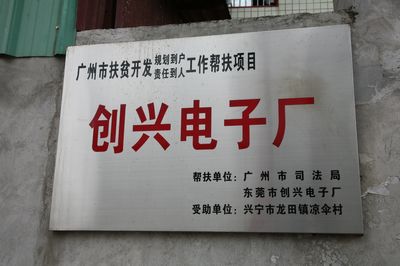 广州市扶贫开发规划到户责任到人工作帮扶项目
创兴电子厂
帮扶单位：广州市司法局
东莞市创兴电子厂
受助单位：兴宁市龙田镇凉伞村